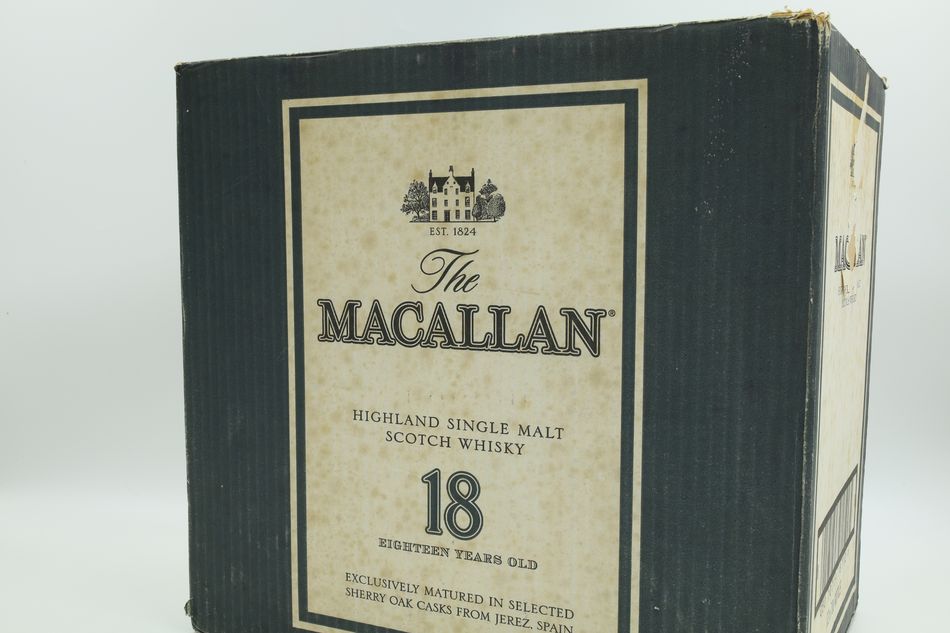 EST. 1824
The
MACALLAN®
HIGHLAND SINGLE MALT
SCOTCH WHISKY
18
EIGHTEEN YEARS OLD
EXCLUSIVELY MATURED IN SELECTED
SHERRY OAK CASKS FROM JEREZ, SPAIN